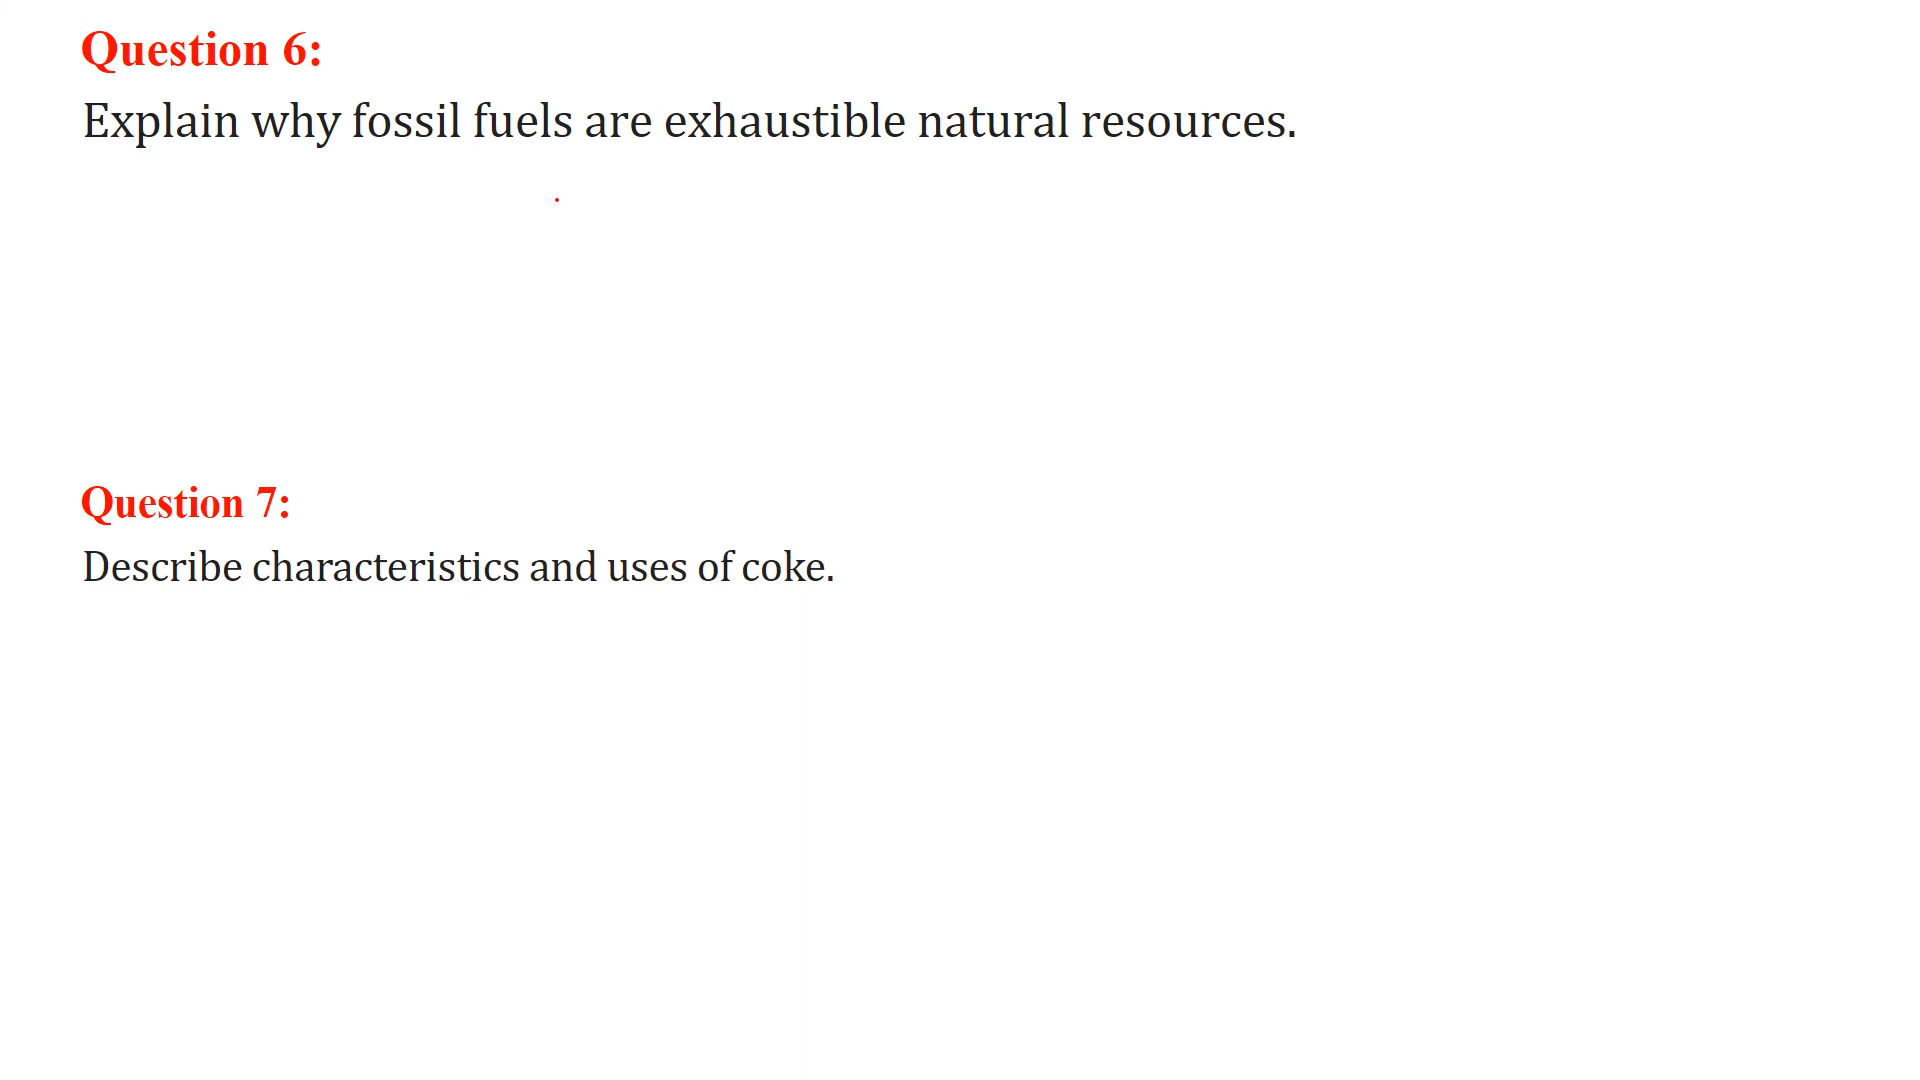 Question 6:
Explain why fossil fuels are exhaustible natural resources.
Question 7:
Describe characteristics and uses of coke.